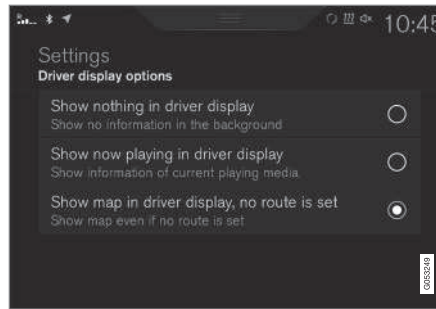 10:45
Settings
Driver display options
Show nothing in driver display
Show no information in the background
Show now playing in driver display
Show information of current playing media.
Show map in driver display, no route is set
Show map even if no route is set
G053249